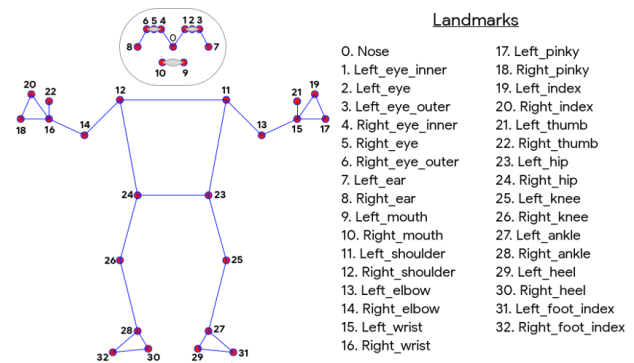 Landmarks
6 5 4
1 2 3
0
8
7
10
9
20
22
18
16
14
12
11
13
21
19
15
17
24
23
26
25
28
27
32
30
29
31
0. Nose
1. Left_eye_inner
2. Left_eye
3. Left_eye_outer
4. Right_eye_inner
5. Right_eye
6. Right_eye_outer
7. Left_ear
8. Right_ear
9. Left_mouth
10. Right_mouth
11. Left_shoulder
12. Right_shoulder
13. Left_elbow
14. Right_elbow
15. Left_wrist
16. Right_wrist
17. Left_pinky
18. Right_pinky
19. Left_index
20. Right_index
21. Left_thumb
22. Right_thumb
23. Left_hip
24. Right_hip
25. Left_knee
26. Right_knee
27. Left_ankle
28. Right_ankle
29. Left_heel
30. Right_heel
31. Left_foot_index
32. Right_foot_index